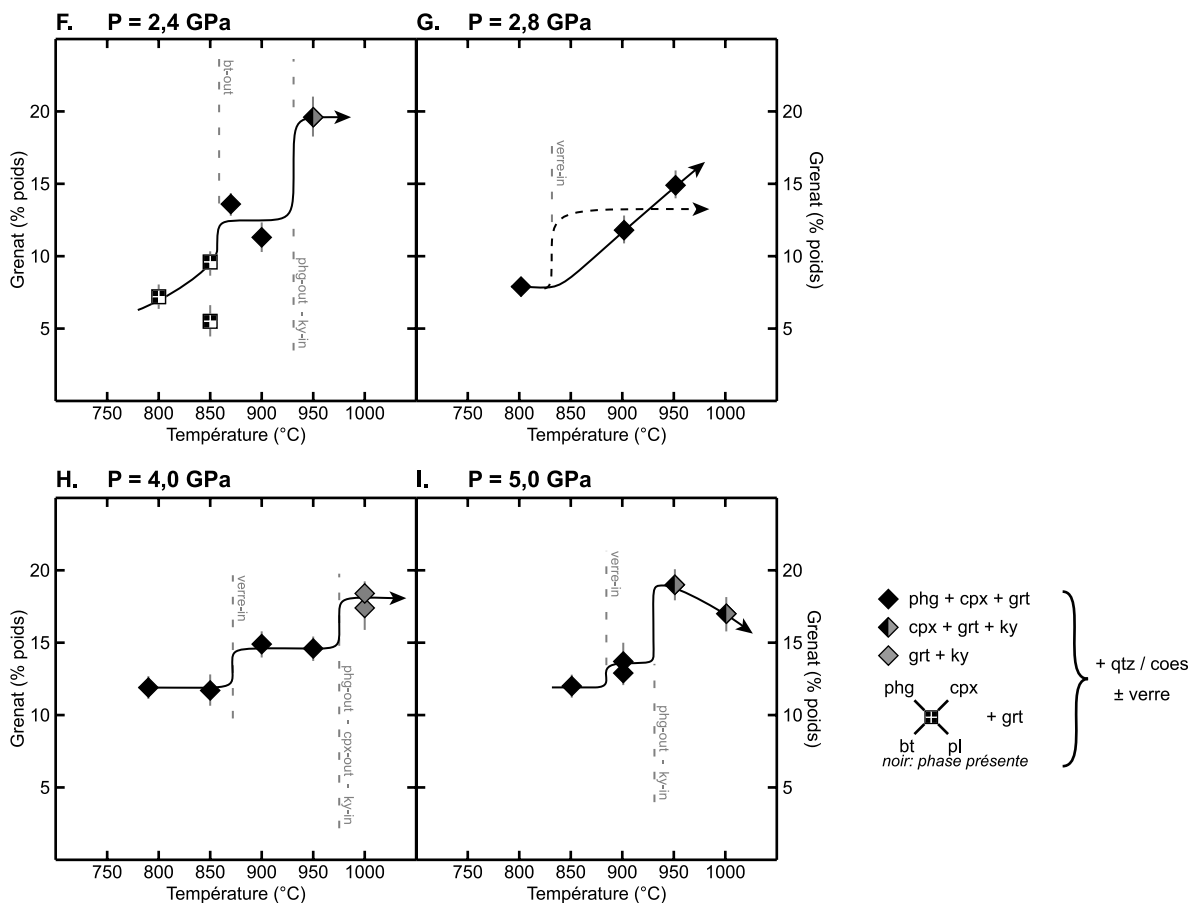 F. P = 2,4 GPa
G. P = 2,8 GPa
Grenat (% poids)
20
15
10
5
bt-out
phg-out - ky-in
verre-in
20
15
10
5
Grenat (% poids)
750 800 850 900 950 1000
750 800 850 900 950 1000
Température (°C)
Température (°C)
H. P = 4,0 GPa
I. P = 5,0 GPa
Grenat (% poids)
20
15
10
5
verre-in
phg-out - cpx-out - ky-in
verre-in
phg-out - ky-in
20
15
10
5
Grenat (% poids)
750 800 850 900 950 1000
750 800 850 900 950 1000
Température (°C)
Température (°C)
phg + cpx + grt
cpx + grt + ky
grt + ky
phg cpx
+ grt
bt pl
noir: phase présente
+ qtz / coes
± verre